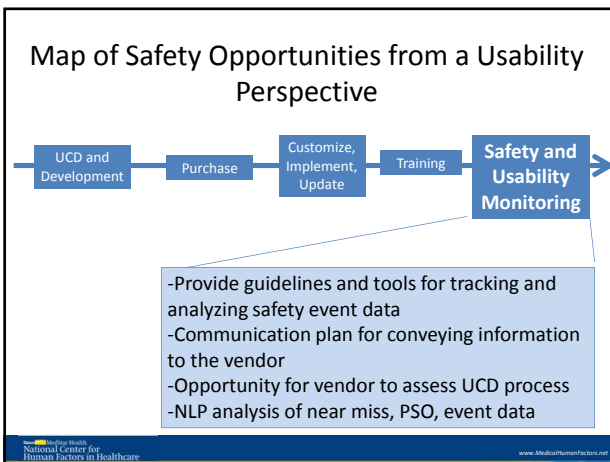 Map of Safety Opportunities from a Usability
Perspective
UCD and
Development
Purchase
Customize,
Implement,
Update
Training
Safety and
Usability
Monitoring
-Provide guidelines and tools for tracking and
analyzing safety event data
-Communication plan for conveying information
to the vendor
-Opportunity for vendor to assess UCD process
-NLP analysis of near miss, PSO, event data
MedStar Health
National Center for
Human Factors in Healthcare
www.MedicalHumanFactors.net